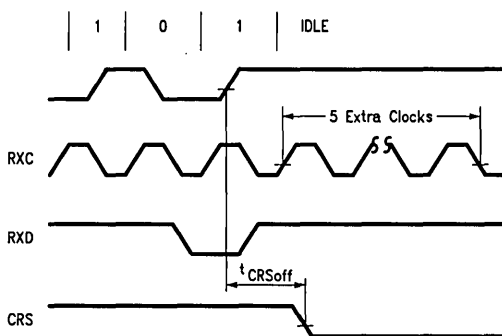 1 0 1 IDLE
5 Extra Clocks
RXC
RXD
tCRSoff
CRS